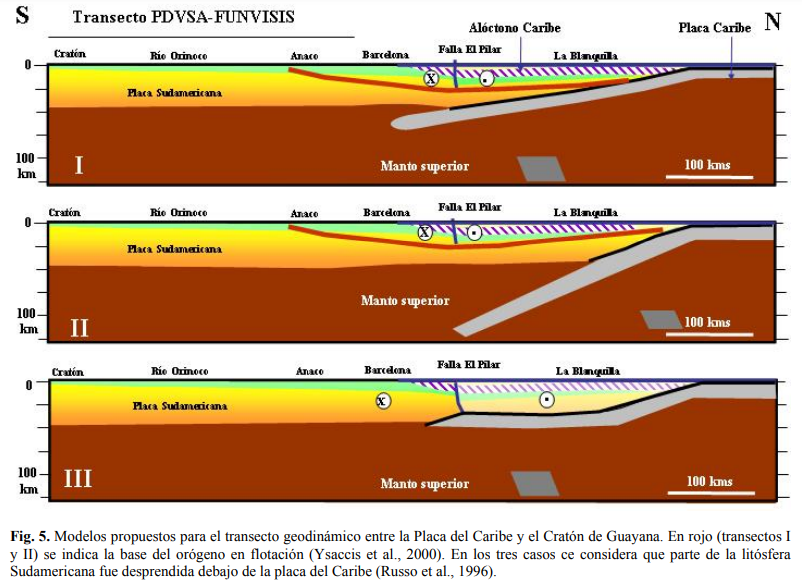 S
Transecto PDVSA-FUNVISIS
Alóctono Caribe
Placa Caribe
N
Cratón
Río Orinoco
Anaco
Barcelona
Falla El Pilar
La Blanquilla
0
X
Placa Sudamericana
100
km
I
Manto superior
100 kms
Cratón
Río Orinoco
Anaco
Barcelona
Falla El Pilar
La Blanquilla
0
X
Placa Sudamericana
100
km
II
Manto superior
100 kms
Cratón
Río Orinoco
Anaco
Barcelona
Falla El Pilar
La Blanquilla
0
X
Placa Sudamericana
100
km
III
Manto superior
100 kms
Fig. 5. Modelos propuestos para el transecto geodinámico entre la Placa del Caribe y el Cratón de Guayana. En rojo (transectos I
y II) se indica la base del orógeno en flotación (Ysaccis et al., 2000). En los tres casos ce considera que parte de la litósfera
Sudamericana fue desprendida debajo de la placa del Caribe (Russo et al., 1996).